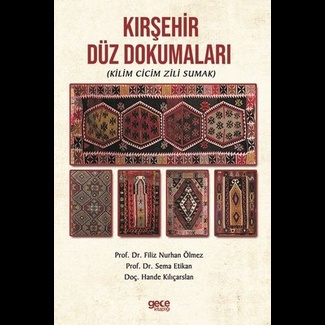 KIRŞEHİR
DÜZ DOKUMALARI
(KİLİM CİCİM ZİLİ SUMAK)
Prof. Dr. Filiz Nurhan Ölmez
Prof. Dr. Sema Etikan
Doç. Hande Kılıçarslan
gece
kitaplığı